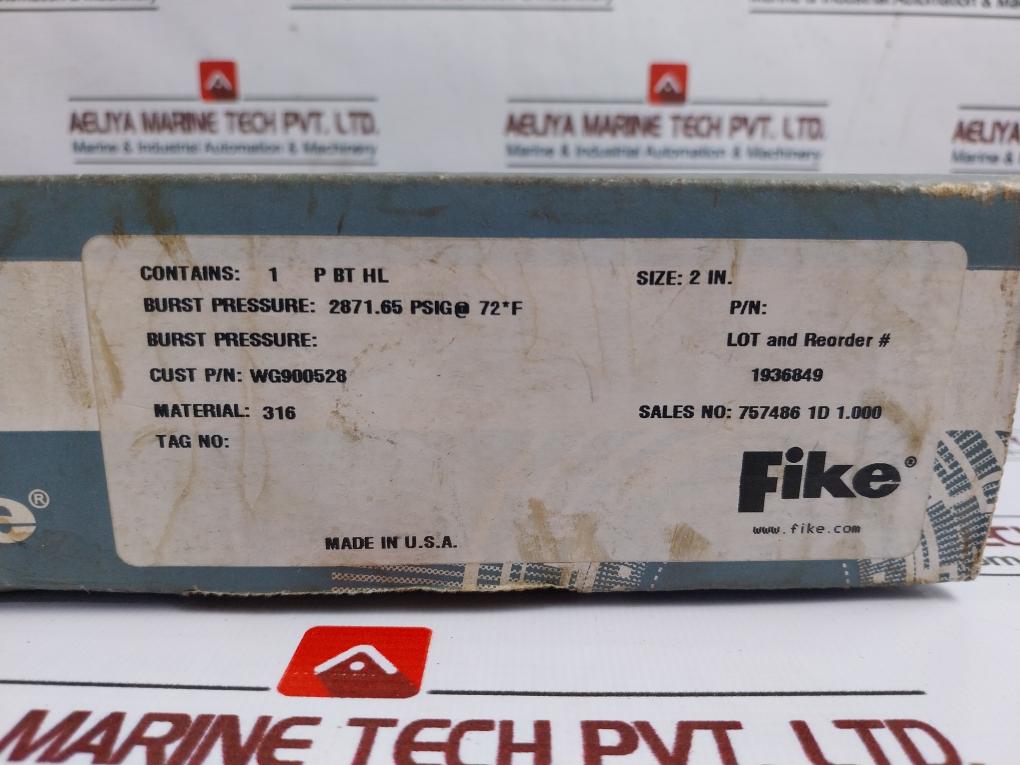 AEUYA MARINE TECH PVT. LTD. AEUYA MARINE TECH PVT. LTD.
Marine & Industrial Automation & Machinery Marine & Industrial Automation & Machinery
CONTAINS: 1 P BT HL SIZE: 2 IN.
BURST PRESSURE: 2871.65 PSIG@ 72*F P/N:
BURST PRESSURE: LOT and Reorder #
CUST P/N: WG900528 1936849
MATERIAL: 316 SALES NO: 757486 1D 1.000
TAG NO:
Fike®
www.fike.com
e®
MADE IN U.S.A.
MARINE TECH PVT. LTD.